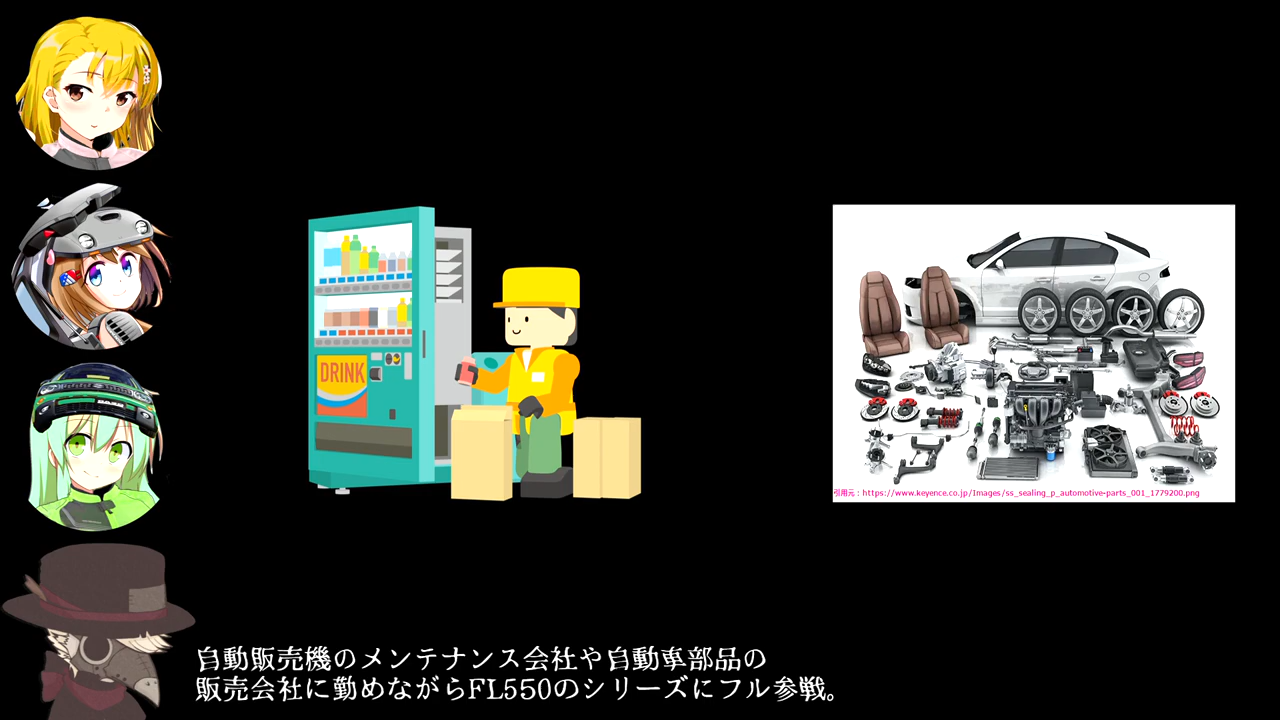 DRINK
引用元：https://www.keyence.co.jp/Images/ss_sealing_p_automotive-parts_001_1779200.png
自動販売機のメンテナンス会社や自動車部品の
販売会社に勤めながらFL550のシリーズにフル参戦。